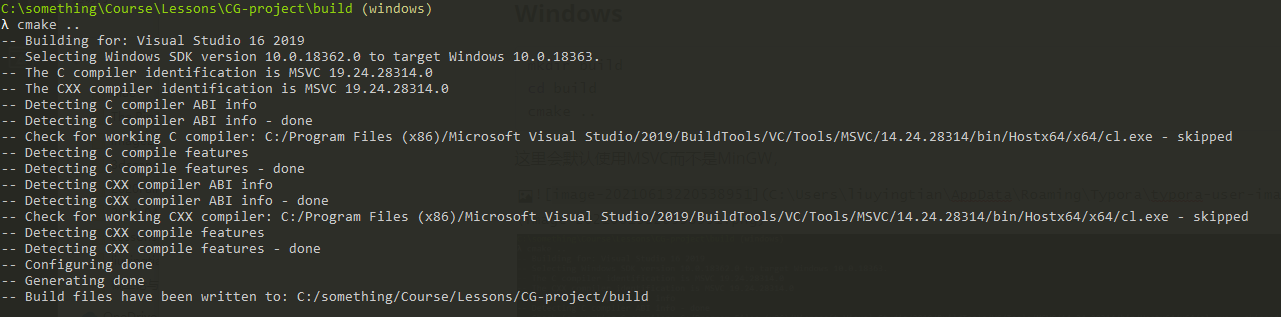 C:\something\Course\Lessons\CG-project\build (windows)
λ cmake ..
-- Building for: Visual Studio 16 2019
-- Selecting Windows SDK version 10.0.18362.0 to target Windows 10.0.18363.
-- The C compiler identification is MSVC 19.24.28314.0
-- The CXX compiler identification is MSVC 19.24.28314.0
-- Detecting C compiler ABI info
-- Detecting C compiler ABI info - done
-- Check for working C compiler: C:/Program Files (x86)/Microsoft Visual Studio/2019/BuildTools/VC/Tools/MSVC/14.24.28314/bin/Hostx64/x64/cl.exe - skipped
-- Detecting C compile features
-- Detecting C compile features - done
-- Detecting CXX compiler ABI info
-- Detecting CXX compiler ABI info - done
-- Check for working CXX compiler: C:/Program Files (x86)/Microsoft Visual Studio/2019/BuildTools/VC/Tools/MSVC/14.24.28314/bin/Hostx64/x64/cl.exe - skipped
-- Detecting CXX compile features
-- Detecting CXX compile features - done
-- Configuring done
-- Generating done
-- Build files have been written to: C:/something/Course/Lessons/CG-project/build
Windows
cd build
cmake